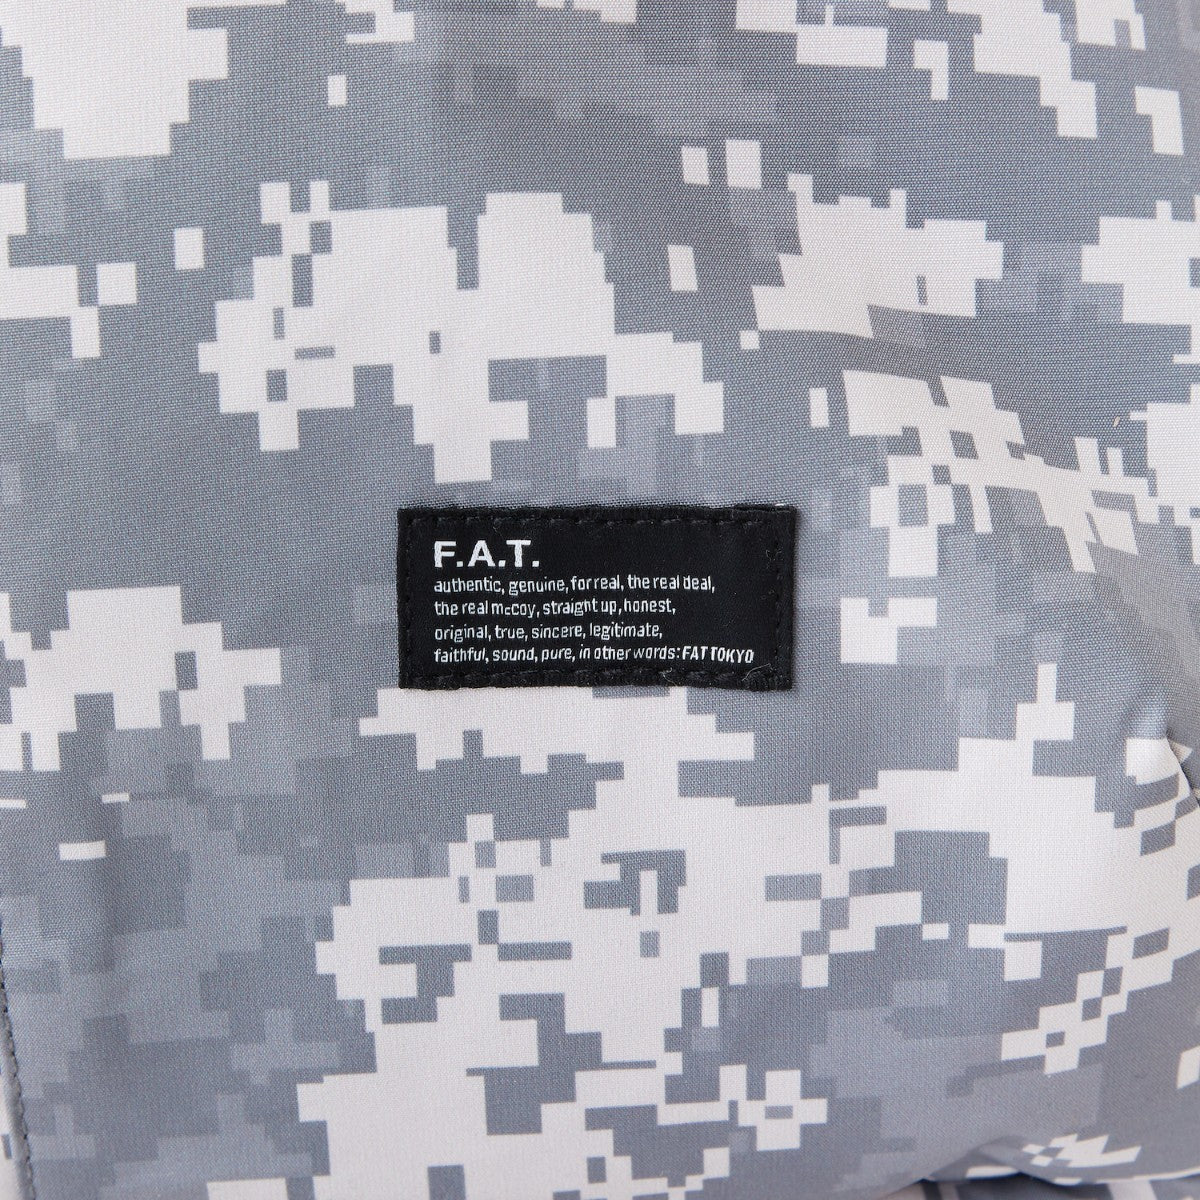 F.A.T.
authentic, genuine, for real, the real deal,
the real mccoy, straight up, honest,
original, true, sincere, legitimate,
faithful, sound, pure, in other words: FAT TOKYO